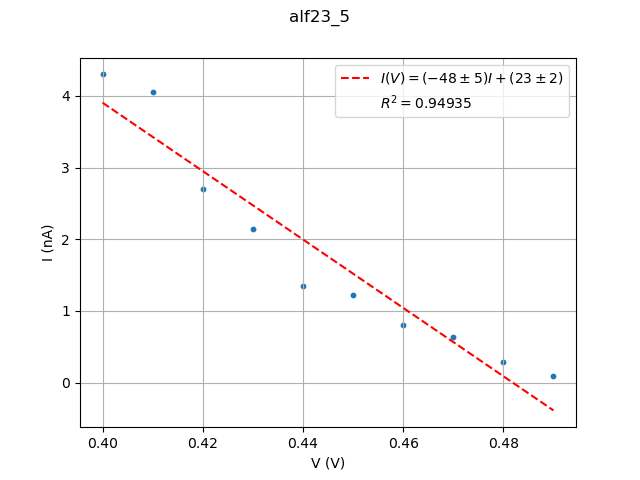 alf23_5
I(V) = (−48 ± 5)I + (23 ± 2)
R² = 0.94935
I (nA)
4
3
2
1
0
0.40 0.42 0.44 0.46 0.48
V (V)